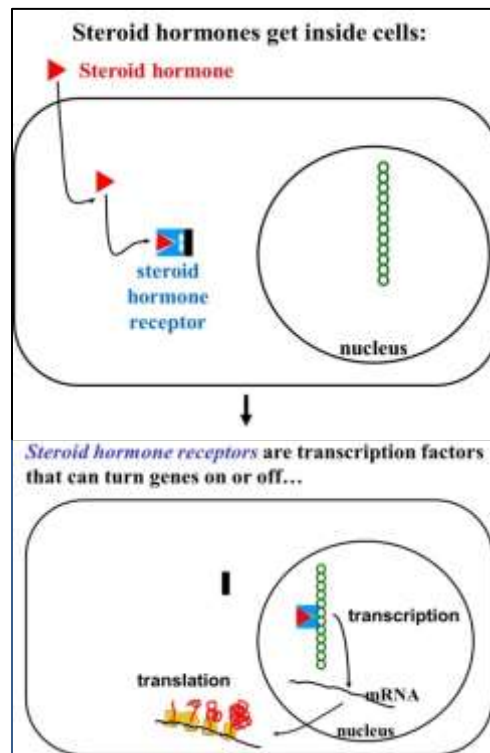 Steroid hormones get inside cells:
Steroid hormone
steroid
hormone
receptor
nucleus
Steroid hormone receptors are transcription factors
that can turn genes on or off…
transcription
translation
mRNA
nucleus